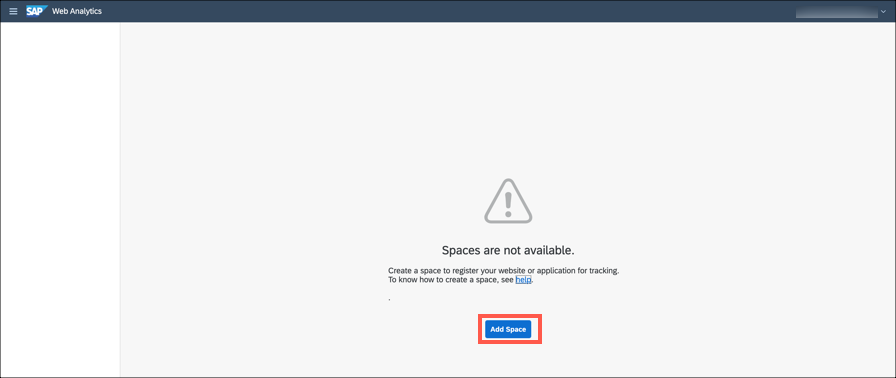 SAP Web Analytics
Spaces are not available.
Create a space to register your website or application for tracking.
To know how to create a space, see help.
.
Add Space